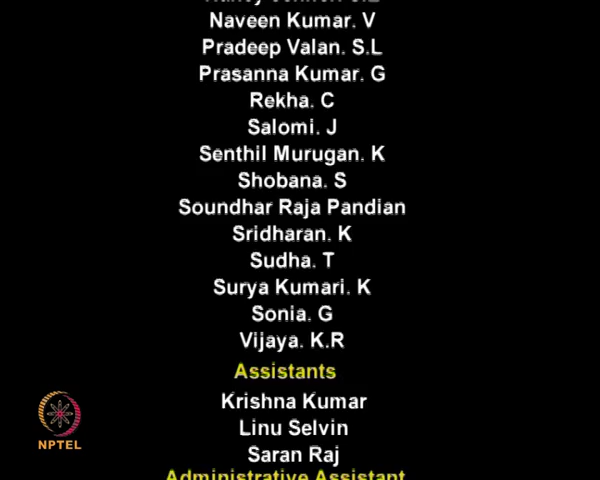 Naveen Kumar. V
Pradeep Valan. S.L
Prasanna Kumar. G
Rekha. C
Salomi. J
Senthil Murugan. K
Shobana. S
Soundhar Raja Pandian
Sridharan. K
Sudha. T
Surya Kumari. K
Sonia. G
Vijaya. K.R
Assistants
Krishna Kumar
Linu Selvin
Saran Raj
Administrative Assistant
NPTEL